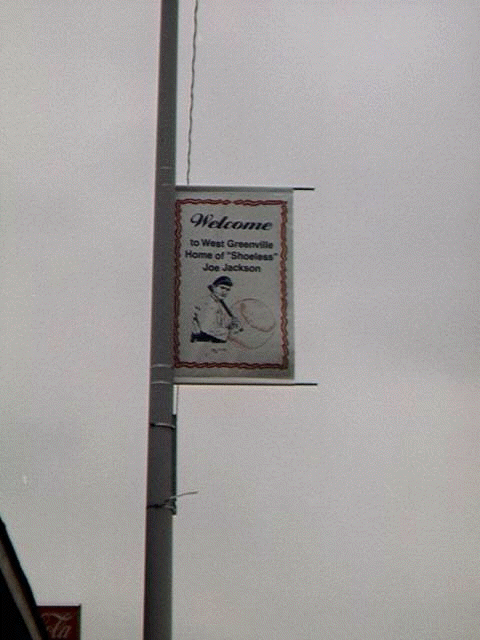 Welcome
to West Greenville
Home of "Shoeless"
Joe Jackson